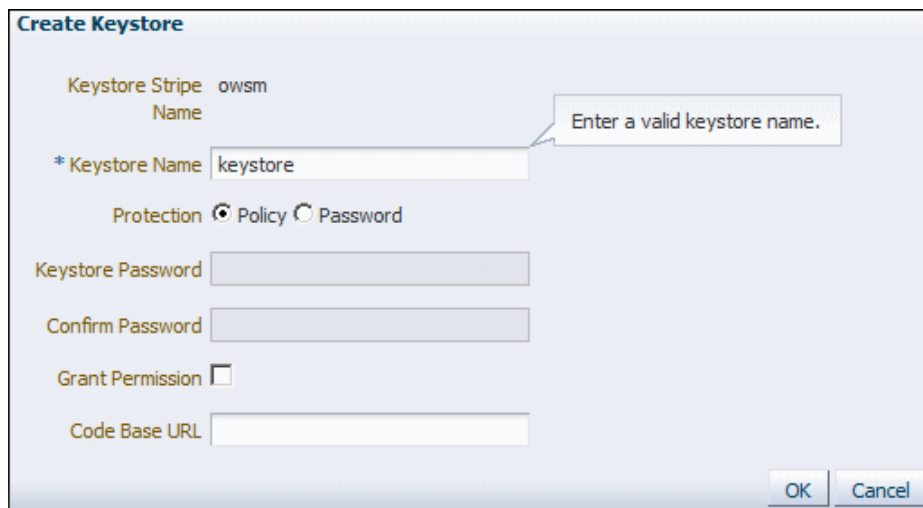 Create Keystore
Keystore Stripe Name owsm
Enter a valid keystore name.
* Keystore Name keystore
Protection Policy Password
Keystore Password
Confirm Password
Grant Permission
Code Base URL
OK Cancel